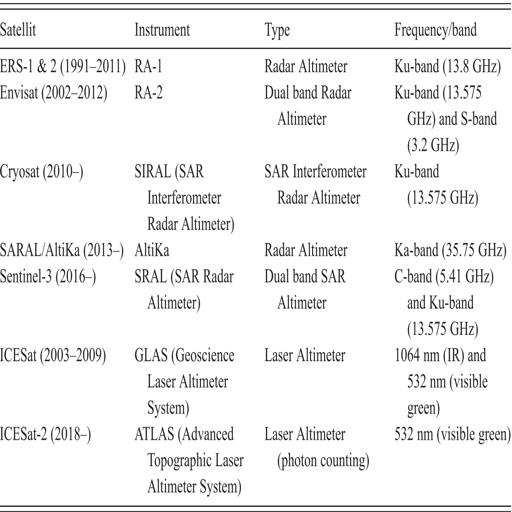 Satellit Instrument Type Frequency/band
ERS-1 & 2 (1991–2011) RA-1 Radar Altimeter Ku-band (13.8 GHz)
Envisat (2002–2012) RA-2 Dual band Radar Ku-band (13.575
Altimeter GHz) and S-band
(3.2 GHz)
Cryosat (2010–) SIRAL (SAR SAR Interferometer Ku-band
Interferometer Radar Altimeter (13.575 GHz)
Radar Altimeter)
SARAL/AltiKa (2013–) AltiKa Radar Altimeter Ka-band (35.75 GHz)
Sentinel-3 (2016–) SRAL (SAR Radar Dual band SAR C-band (5.41 GHz)
Altimeter) Altimeter and Ku-band
(13.575 GHz)
ICESat (2003–2009) GLAS (Geoscience Laser Altimeter 1064 nm (IR) and
Laser Altimeter 532 nm (visible
System) green)
ICESat-2 (2018–) ATLAS (Advanced Laser Altimeter 532 nm (visible green)
Topographic Laser (photon counting)
Altimeter System)